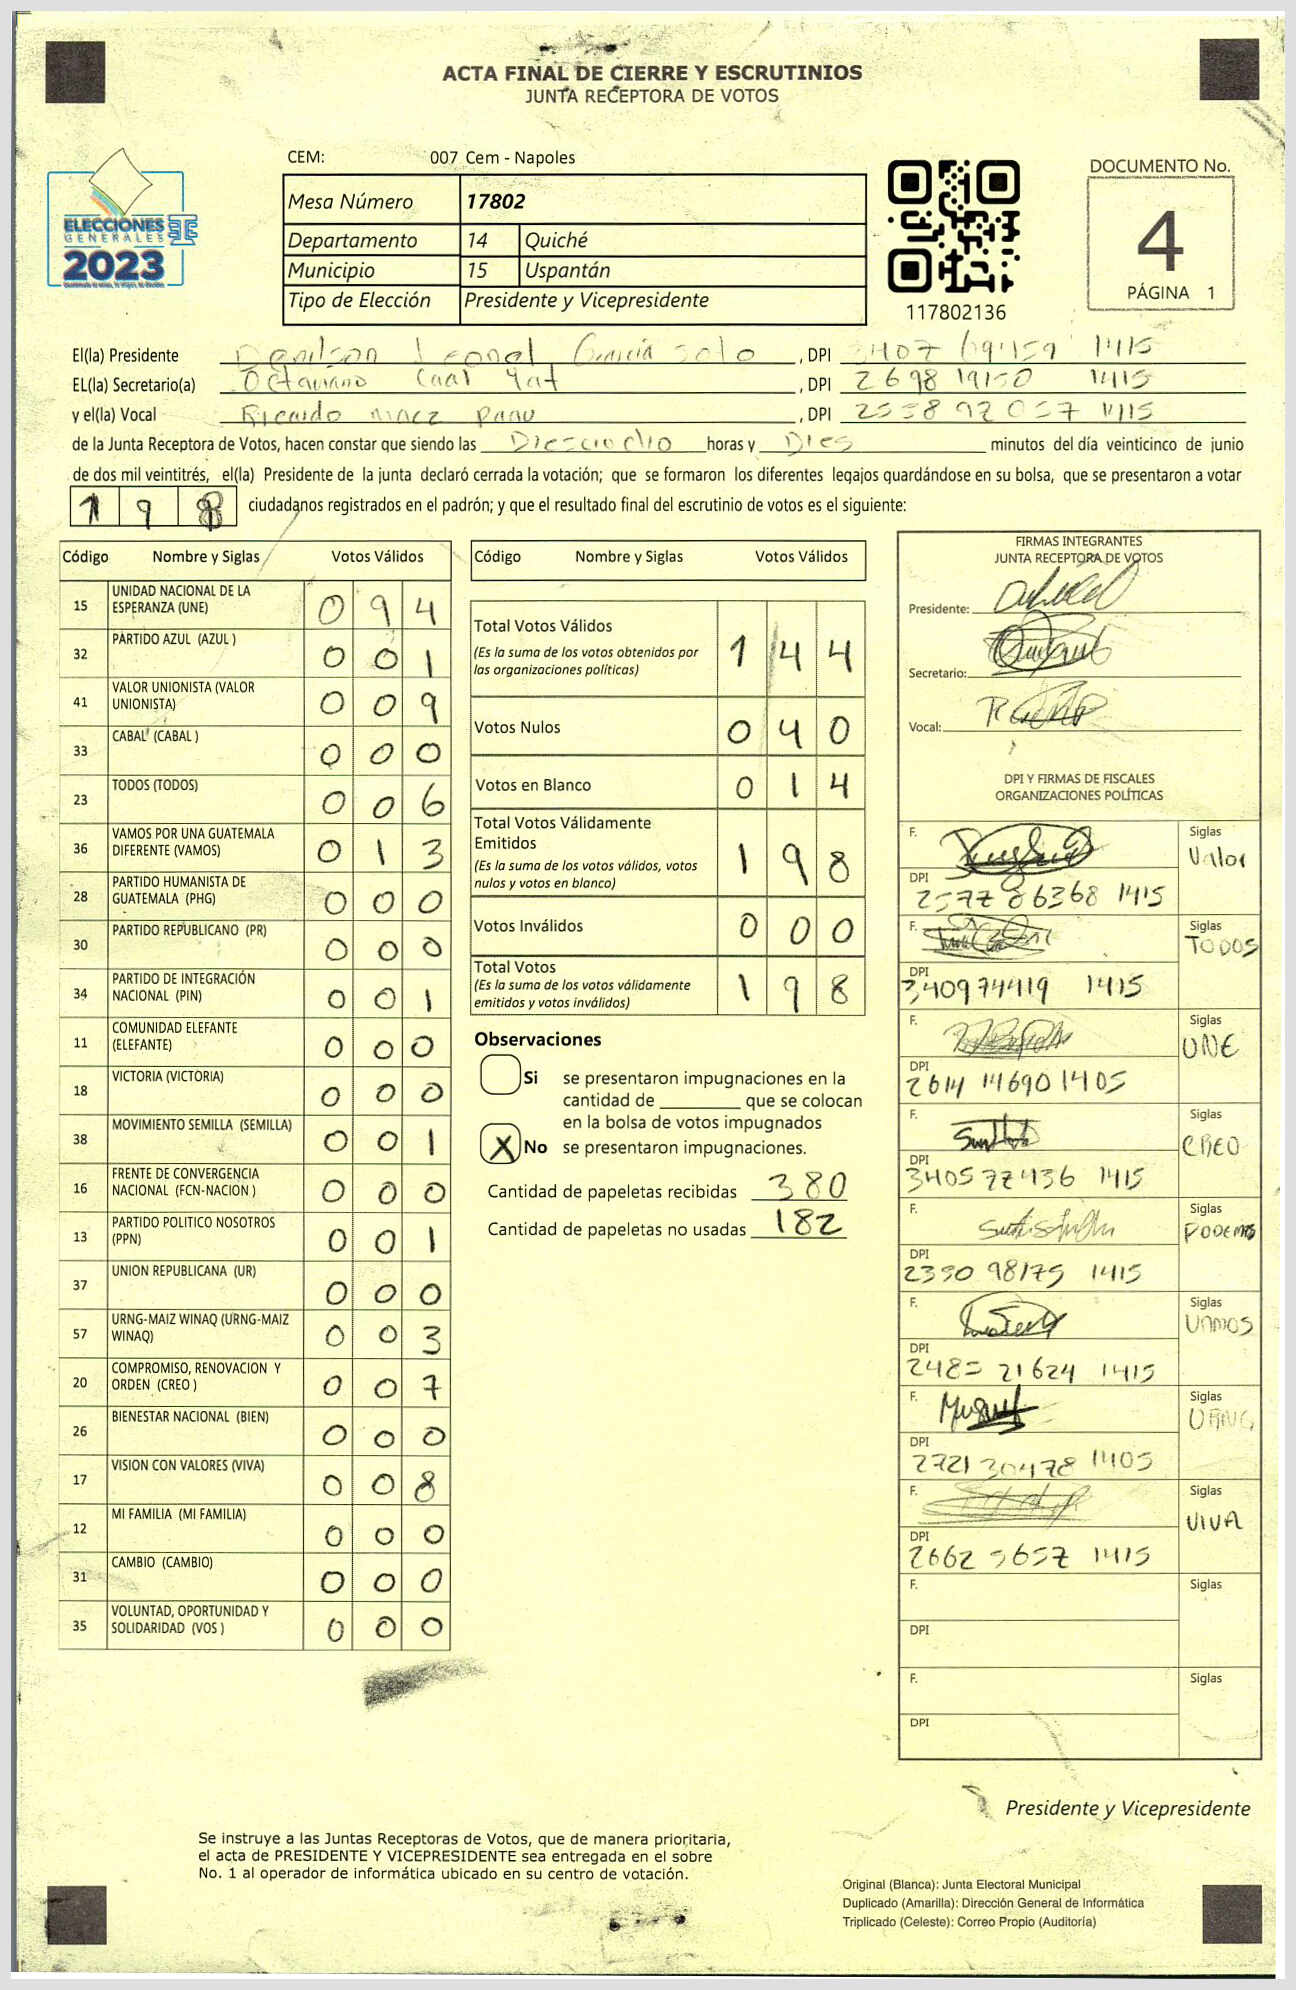 ACTA FINAL DE CIERRE Y ESCRUTINIOS
JUNTA RECEPTORA DE VOTOS
CEM: 007 Cem - Napoles
ELECCIONES
GENERALES
2023
Mesa Número 17802
Departamento 14 Quiché
Municipio 15 Uspantán
Tipo de Elección Presidente y Vicepresidente
117802136
DOCUMENTO No.
4
PÁGINA 1
El(la) Presidente Denilson Leonel García Solo , DPI 3407 69159 1415
EL(la) Secretario(a) Octaviano Caal Yat , DPI 2698 19150 1415
y el(la) Vocal Ricardo , DPI 2558 92057 1415
de la Junta Receptora de Votos, hacen constar que siendo las Diesciocho horas y Dies minutos del día veinticinco de junio
de dos mil veintitrés, el(la) Presidente de la junta declaró cerrada la votación; que se formaron los diferentes legajos guardándose en su bolsa, que se presentaron a votar
198 ciudadanos registrados en el padrón; y que el resultado final del escrutinio de votos es el siguiente:
Código Nombre y Siglas Votos Válidos
15 UNIDAD NACIONAL DE LA ESPERANZA (UNE) 0 9 4
32 PARTIDO AZUL (AZUL ) 0 0 1
41 VALOR UNIONISTA (VALOR UNIONISTA) 0 0 9
33 CABAL (CABAL ) 0 0 0
23 TODOS (TODOS) 0 0 6
36 VAMOS POR UNA GUATEMALA DIFERENTE (VAMOS) 0 1 3
28 PARTIDO HUMANISTA DE GUATEMALA (PHG) 0 0 0
30 PARTIDO REPUBLICANO (PR) 0 0 0
34 PARTIDO DE INTEGRACIÓN NACIONAL (PIN) 0 0 1
11 COMUNIDAD ELEFANTE (ELEFANTE) 0 0 0
18 VICTORIA (VICTORIA) 0 0 0
38 MOVIMIENTO SEMILLA (SEMILLA) 0 0 1
16 FRENTE DE CONVERGENCIA NACIONAL (FCN-NACION ) 0 0 0
13 PARTIDO POLITICO NOSOTROS (PPN) 0 0 1
37 UNION REPUBLICANA (UR) 0 0 0
57 URNG-MAIZ WINAQ (URNG-MAIZ WINAQ) 0 0 3
20 COMPROMISO, RENOVACION Y ORDEN (CREO ) 0 0 7
26 BIENESTAR NACIONAL (BIEN) 0 0 0
17 VISION CON VALORES (VIVA) 0 0 8
12 MI FAMILIA (MI FAMILIA) 0 0 0
31 CAMBIO (CAMBIO) 0 0 0
35 VOLUNTAD, OPORTUNIDAD Y SOLIDARIDAD (VOS ) 0 0 0
Código Nombre y Siglas Votos Válidos
Total Votos Válidos 1 4 4
(Es la suma de los votos obtenidos por
las organizaciones políticas)
Votos Nulos 0 4 0
Votos en Blanco 0 1 4
Total Votos Válidamente
Emitidos 1 9 8
(Es la suma de los votos válidos, votos
nulos y votos en blanco)
Votos Inválidos 0 0 0
Total Votos 1 9 8
(Es la suma de los votos válidamente
emitidos y votos inválidos)
Observaciones
Si se presentaron impugnaciones en la
cantidad de ________ que se colocan
en la bolsa de votos impugnados
X No se presentaron impugnaciones.
Cantidad de papeletas recibidas 380
Cantidad de papeletas no usadas 182
FIRMAS INTEGRANTES
JUNTA RECEPTORA DE VOTOS
Presidente:
Secretario:
Vocal:
DPI Y FIRMAS DE FISCALES
ORGANIZACIONES POLÍTICAS
F. Siglas
Valor
DPI
2577 86368 1415
F. Siglas
TODOS
DPI
340974419 1415
F. Siglas
UNE
DPI
2614 14690 1405
F. Siglas
CREO
DPI
3405 77436 1415
F. Siglas
PODEMOS
DPI
2330 98175 1415
F. Siglas
VAMOS
DPI
2485 21624 1415
F. Siglas
URNG
DPI
2721 30478 1405
F. Siglas
VIVA
DPI
2662 5657 1415
F. Siglas
DPI
F. Siglas
DPI
Presidente y Vicepresidente
Se instruye a las Juntas Receptoras de Votos, que de manera prioritaria,
el acta de PRESIDENTE Y VICEPRESIDENTE sea entregada en el sobre
No. 1 al operador de informática ubicado en su centro de votación.
Original (Blanca): Junta Electoral Municipal
Duplicado (Amarilla): Dirección General de Informática
Triplicado (Celeste): Correo Propio (Auditoría)